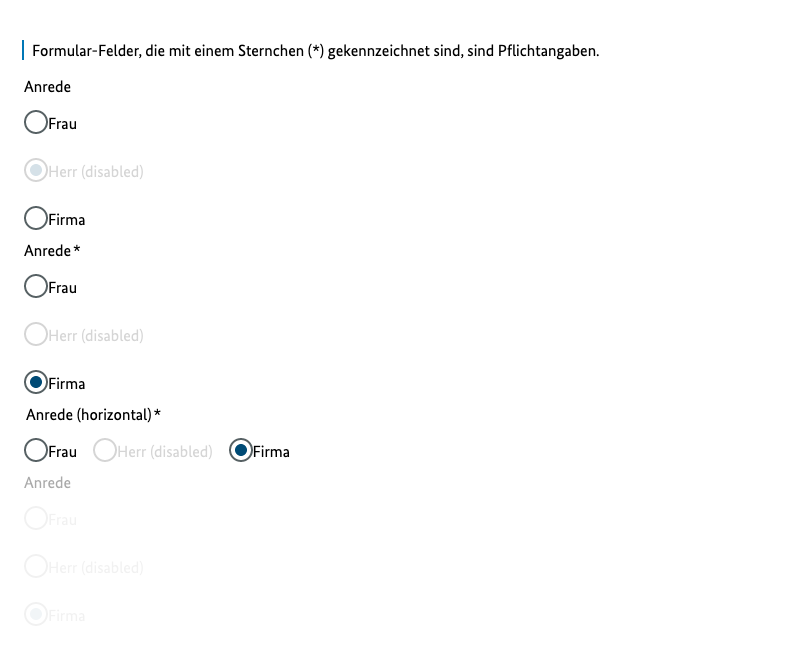 Formular-Felder, die mit einem Sternchen (*) gekennzeichnet sind, sind Pflichtangaben.
Anrede
Frau
Herr (disabled)
Firma
Anrede*
Frau
Herr (disabled)
Firma
Anrede (horizontal)*
Frau Herr (disabled) Firma
Anrede
Frau
Herr (disabled)
Firma